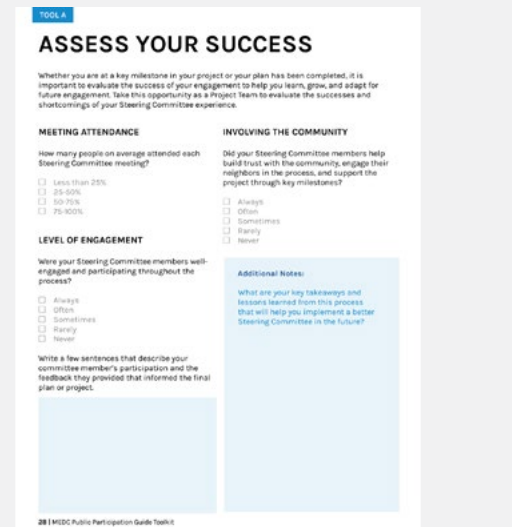 TOOL A
ASSESS YOUR SUCCESS
Whether you are at a key milestone in your project or your plan has been completed, it is
important to evaluate the success of your engagement to help you learn, grow, and adapt for
future engagement. Take this opportunity as a Project Team to evaluate the successes and
shortcomings of your Steering Committee experience.
MEETING ATTENDANCE
How many people on average attended each
Steering Committee meeting?
Less than 25%
25-50%
50-75%
75-100%
LEVEL OF ENGAGEMENT
Were your Steering Committee members well-
engaged and participating throughout the
process?
Always
Often
Sometimes
Rarely
Never
Write a few sentences that describe your
committee member's participation and the
feedback they provided that informed the final
plan or project.
INVOLVING THE COMMUNITY
Did your Steering Committee members help
build trust with the community, engage their
neighbors in the process, and support the
project through key milestones?
Always
Often
Sometimes
Rarely
Never
Additional Notes:
What are your key takeaways and
lessons learned from this process
that will help you implement a better
Steering Committee in the future?
28 | MEDC Public Participation Guide Toolkit